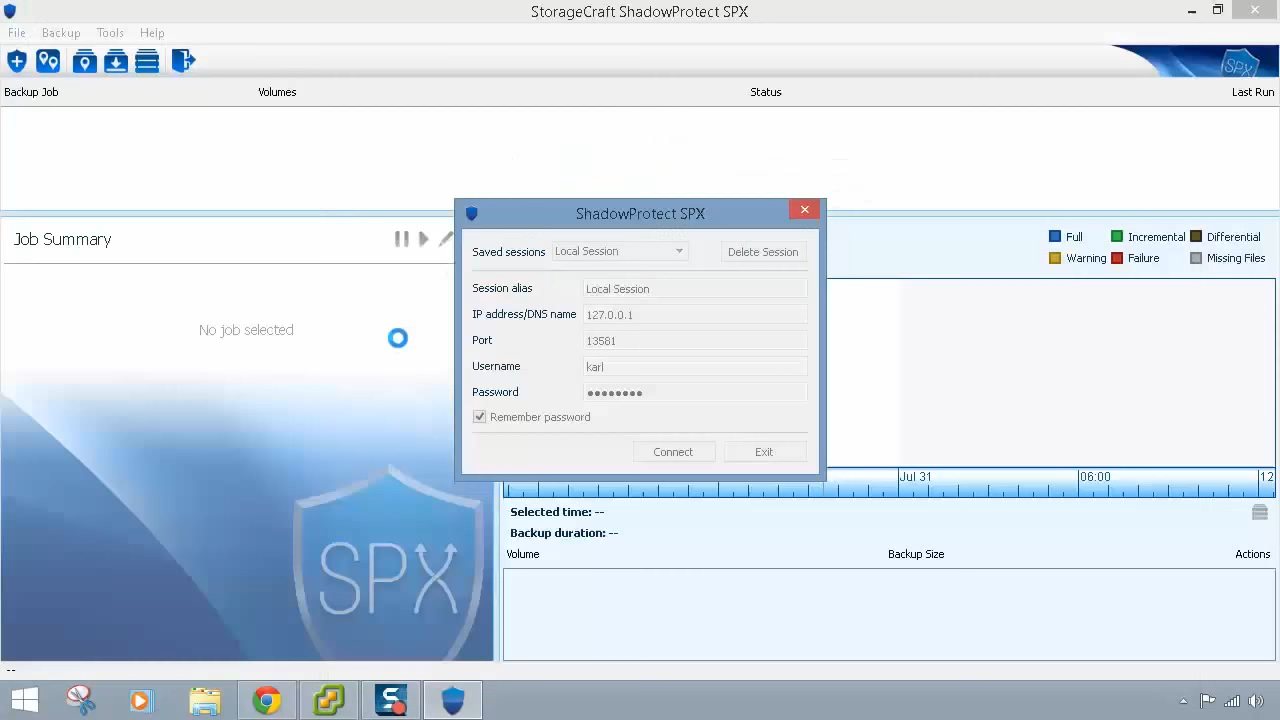 StorageCraft ShadowProtect SPX
File Backup Tools Help
SPX
Backup Job Volumes Status Last Run
ShadowProtect SPX
Job Summary
Saved sessions Local Session Delete Session
Full Incremental Differential
Warning Failure Missing Files
Session alias Local Session
IP address/DNS name 127.0.0.1
No job selected
Port 13581
Username karl
Password ●●●●●●●●
Remember password
Connect Exit
Jul 31 06:00 12
Selected time: --
Backup duration: --
Volume Backup Size Actions
SPX
--